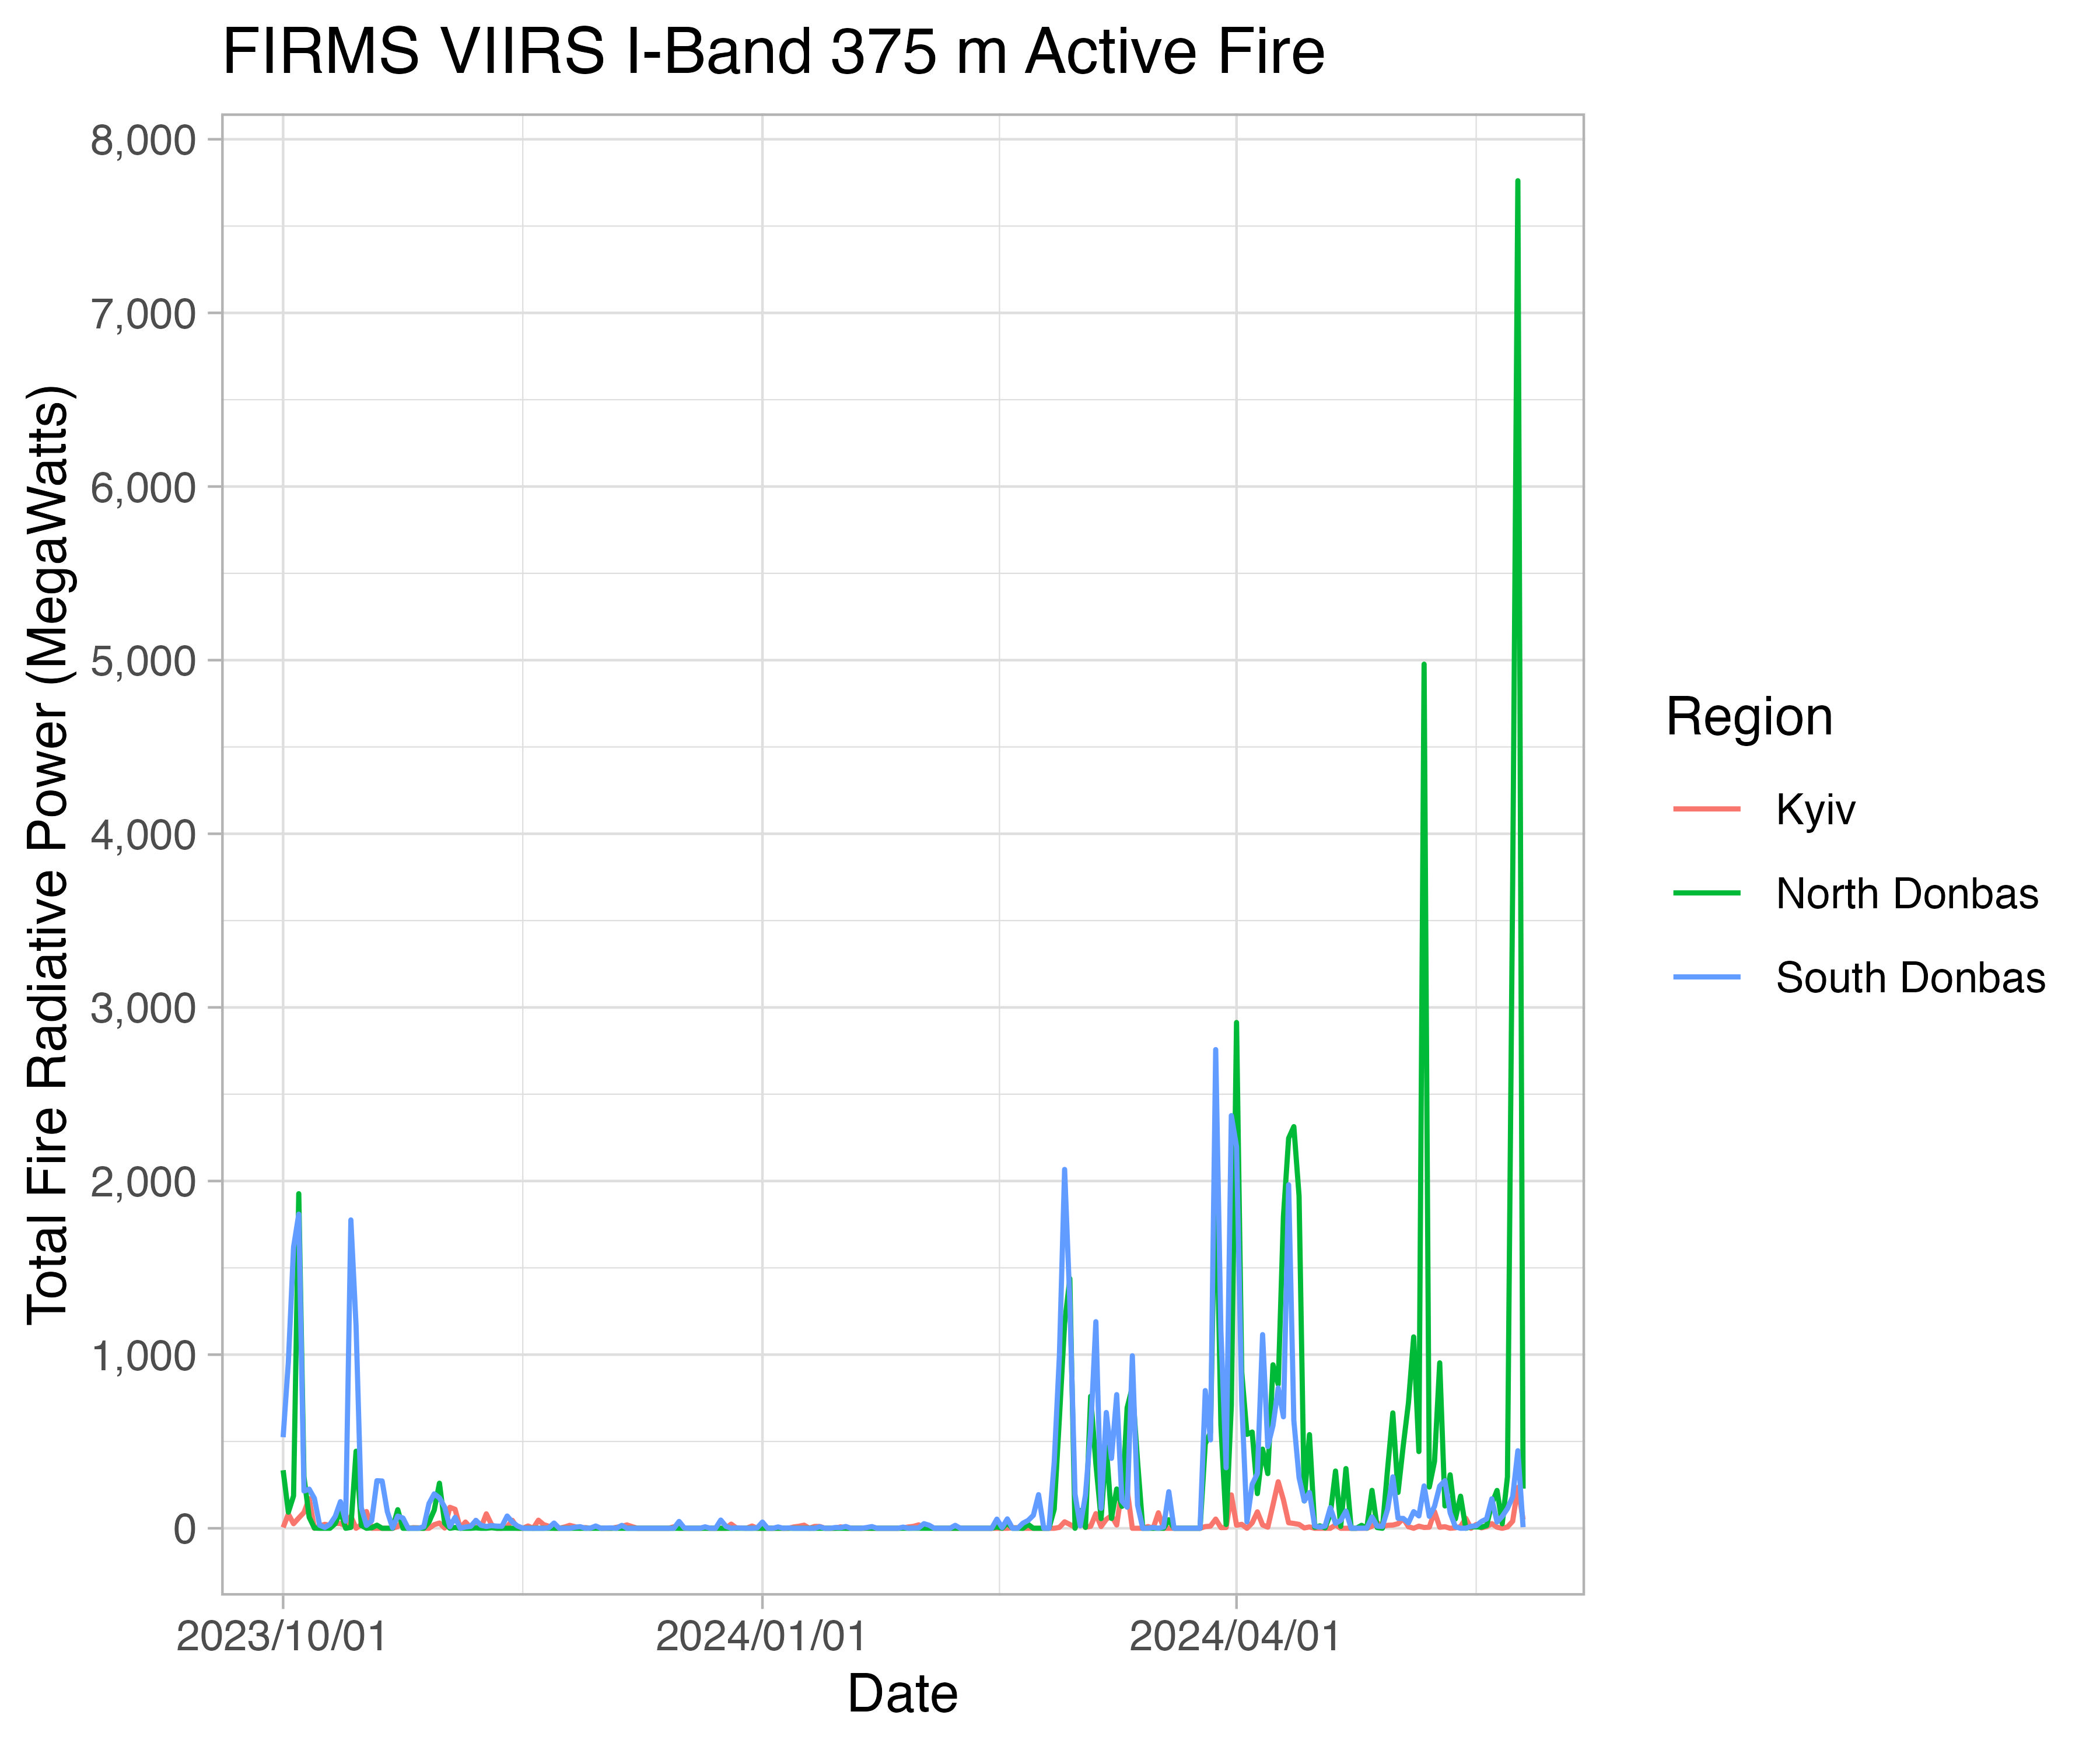 FIRMS VIIRS I-Band 375 m Active Fire
Total Fire Radiative Power (MegaWatts)
8,000
7,000
6,000
5,000
4,000
3,000
2,000
1,000
0
2023/10/01
2024/01/01
2024/04/01
Date
Region
Kyiv
North Donbas
South Donbas